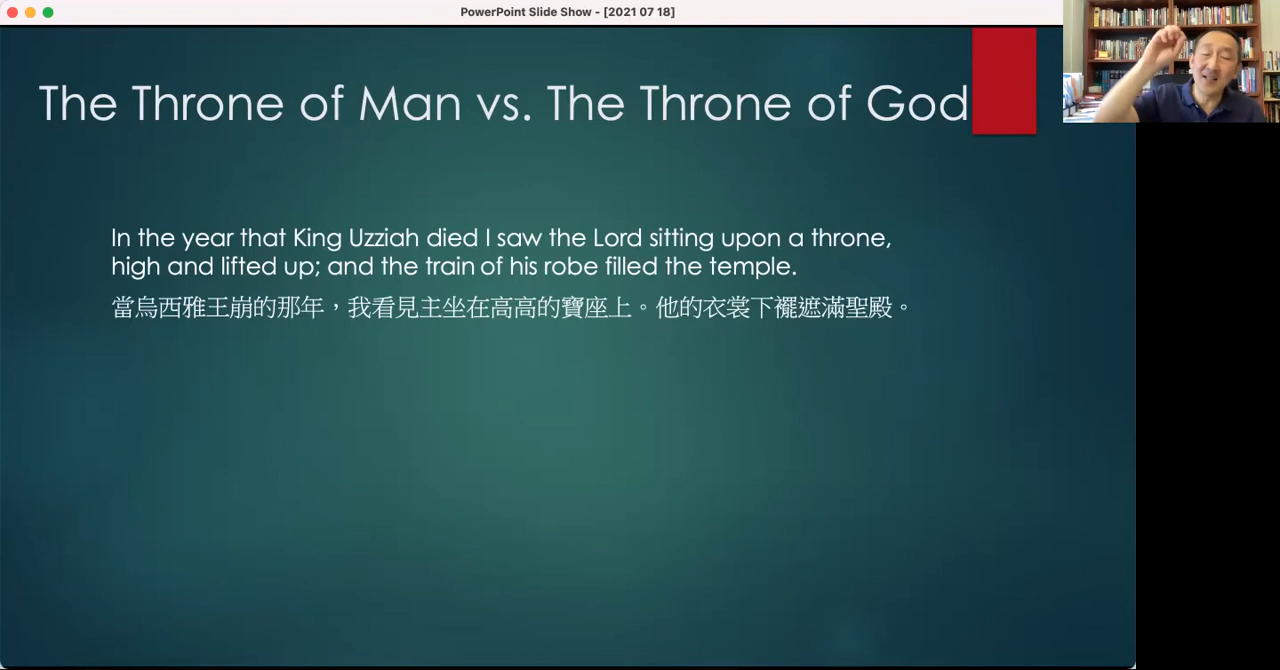 PowerPoint Slide Show - [2021 07 18]
The Throne of Man vs. The Throne of God
In the year that King Uzziah died I saw the Lord sitting upon a throne,
high and lifted up; and the train of his robe filled the temple.
當烏西雅王崩的那年，我看見主坐在高高的寶座上。他的衣裳下襬遮滿聖殿。